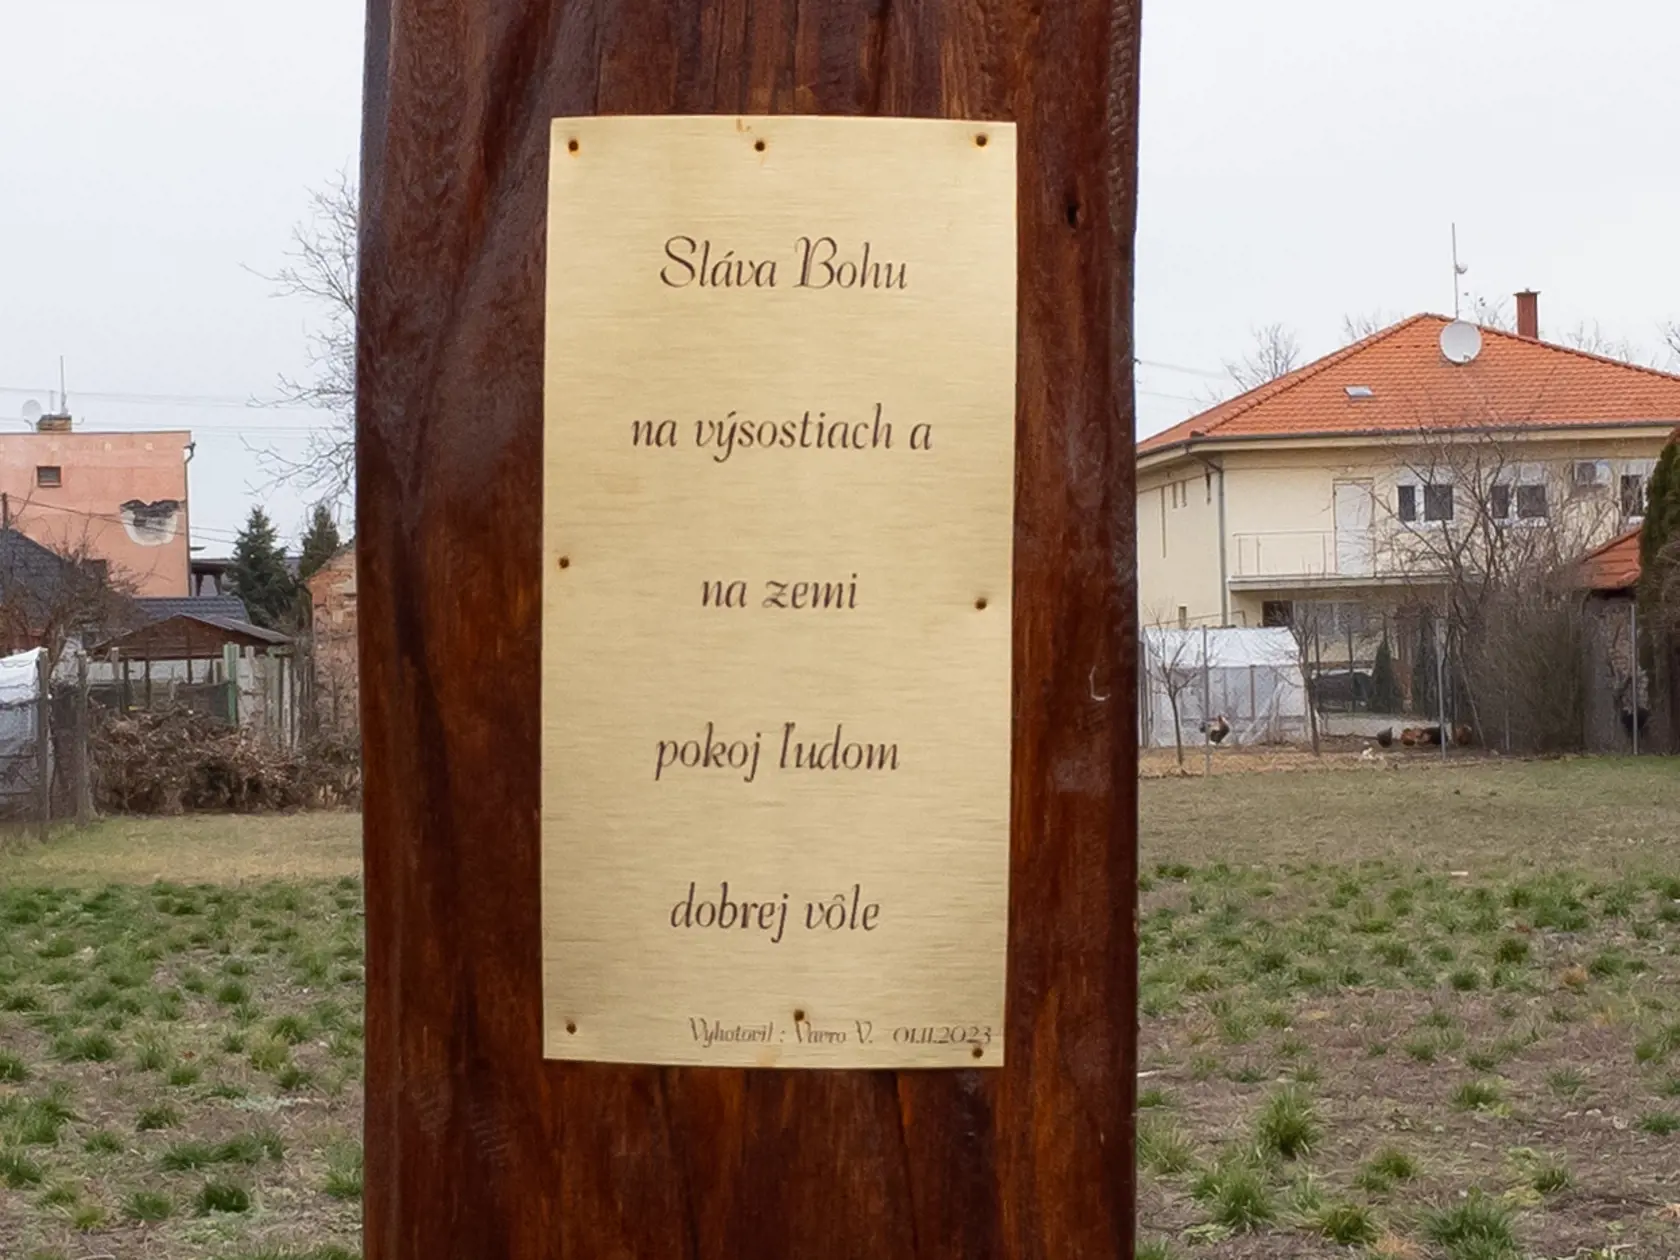 Sláva Bohu
na výsostiach a
na zemi
pokoj ľudom
dobrej vôle
Vyhotovil : Varro V. 01.11.2023